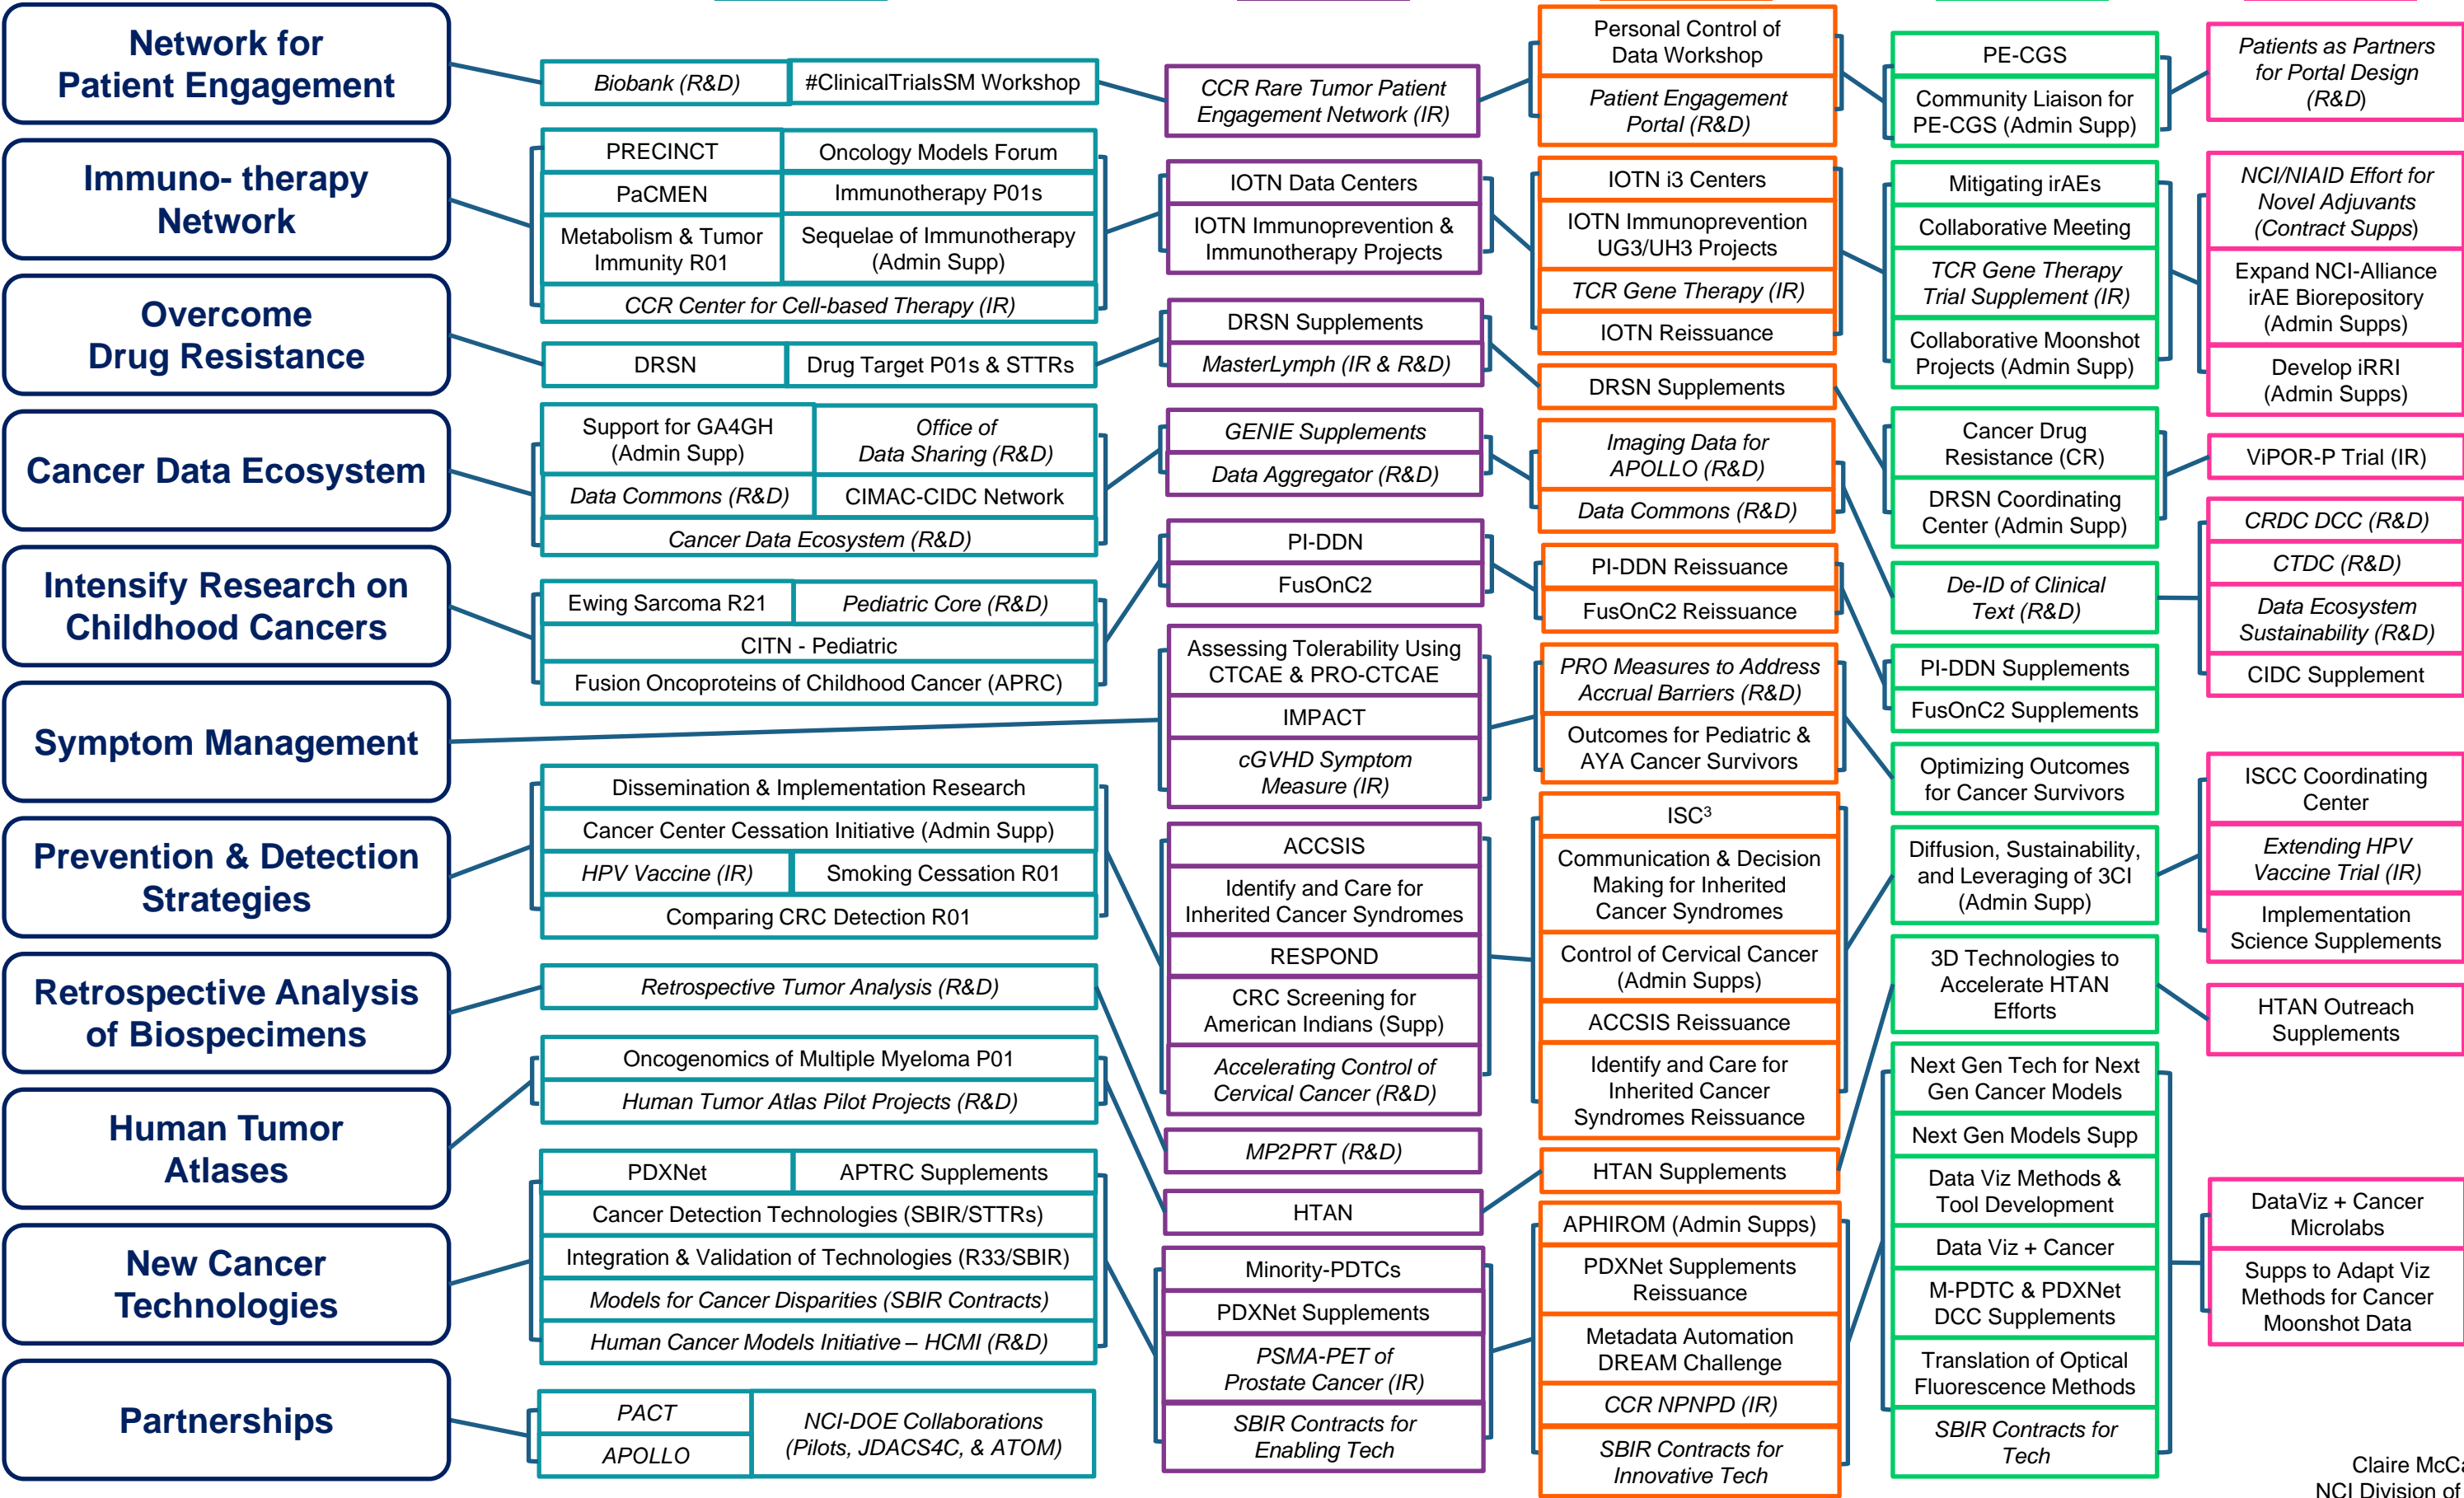 Network for
Patient Engagement
Immuno- therapy
Network
Overcome
Drug Resistance
Cancer Data Ecosystem
Intensify Research on
Childhood Cancers
Symptom Management
Prevention & Detection
Strategies
Retrospective Analysis
of Biospecimens
Human Tumor
Atlases
New Cancer
Technologies
Partnerships
Biobank (R&D)
#ClinicalTrialsSM Workshop
PRECINCT
Oncology Models Forum
PaCMEN
Immunotherapy P01s
Metabolism & Tumor
Immunity R01
Sequelae of Immunotherapy
(Admin Supp)
CCR Center for Cell-based Therapy (IR)
DRSN
Drug Target P01s & STTRs
Support for GA4GH
(Admin Supp)
Office of
Data Sharing (R&D)
Data Commons (R&D)
CIMAC-CIDC Network
Cancer Data Ecosystem (R&D)
Ewing Sarcoma R21
Pediatric Core (R&D)
CITN - Pediatric
Fusion Oncoproteins of Childhood Cancer (APRC)
Dissemination & Implementation Research
Cancer Center Cessation Initiative (Admin Supp)
HPV Vaccine (IR)
Smoking Cessation R01
Comparing CRC Detection R01
Retrospective Tumor Analysis (R&D)
Oncogenomics of Multiple Myeloma P01
Human Tumor Atlas Pilot Projects (R&D)
PDXNet
APTRC Supplements
Cancer Detection Technologies (SBIR/STTRs)
Integration & Validation of Technologies (R33/SBIR)
Models for Cancer Disparities (SBIR Contracts)
Human Cancer Models Initiative – HCMI (R&D)
PACT
APOLLO
NCI-DOE Collaborations
(Pilots, JDACS4C, & ATOM)
CCR Rare Tumor Patient
Engagement Network (IR)
IOTN Data Centers
IOTN Immunoprevention &
Immunotherapy Projects
DRSN Supplements
MasterLymph (IR & R&D)
GENIE Supplements
Data Aggregator (R&D)
PI-DDN
FusOnC2
Assessing Tolerability Using
CTCAE & PRO-CTCAE
IMPACT
cGVHD Symptom
Measure (IR)
ACCSIS
Identify and Care for
Inherited Cancer Syndromes
RESPOND
CRC Screening for
American Indians (Supp)
Accelerating Control of
Cervical Cancer (R&D)
MP2PRT (R&D)
HTAN
Minority-PDTCs
PDXNet Supplements
PSMA-PET of
Prostate Cancer (IR)
SBIR Contracts for
Enabling Tech
Personal Control of
Data Workshop
Patient Engagement
Portal (R&D)
IOTN i3 Centers
IOTN Immunoprevention
UG3/UH3 Projects
TCR Gene Therapy (IR)
IOTN Reissuance
DRSN Supplements
Imaging Data for
APOLLO (R&D)
Data Commons (R&D)
PI-DDN Reissuance
FusOnC2 Reissuance
PRO Measures to Address
Accrual Barriers (R&D)
Outcomes for Pediatric &
AYA Cancer Survivors
ISC³
Communication & Decision
Making for Inherited
Cancer Syndromes
Control of Cervical Cancer
(Admin Supps)
ACCSIS Reissuance
Identify and Care for
Inherited Cancer
Syndromes Reissuance
HTAN Supplements
APHIROM (Admin Supps)
PDXNet Supplements
Reissuance
Metadata Automation
DREAM Challenge
CCR NPNPD (IR)
SBIR Contracts for
Innovative Tech
PE-CGS
Community Liaison for
PE-CGS (Admin Supp)
Mitigating irAEs
Collaborative Meeting
TCR Gene Therapy
Trial Supplement (IR)
Collaborative Moonshot
Projects (Admin Supp)
Cancer Drug
Resistance (CR)
DRSN Coordinating
Center (Admin Supp)
De-ID of Clinical
Text (R&D)
PI-DDN Supplements
FusOnC2 Supplements
Optimizing Outcomes
for Cancer Survivors
Diffusion, Sustainability,
and Leveraging of 3CI
(Admin Supp)
3D Technologies to
Accelerate HTAN
Efforts
Next Gen Tech for Next
Gen Cancer Models
Next Gen Models Supp
Data Viz Methods &
Tool Development
Data Viz + Cancer
M-PDTC & PDXNet
DCC Supplements
Translation of Optical
Fluorescence Methods
SBIR Contracts for
Tech
Patients as Partners
for Portal Design
(R&D)
NCI/NIAID Effort for
Novel Adjuvants
(Contract Supps)
Expand NCI-Alliance
irAE Biorepository
(Admin Supps)
Develop iRRI
(Admin Supps)
ViPOR-P Trial (IR)
CRDC DCC (R&D)
CTDC (R&D)
Data Ecosystem
Sustainability (R&D)
CIDC Supplement
ISCC Coordinating
Center
Extending HPV
Vaccine Trial (IR)
Implementation
Science Supplements
HTAN Outreach
Supplements
DataViz + Cancer
Microlabs
Supps to Adapt Viz
Methods for Cancer
Moonshot Data
Claire
NCI Division of